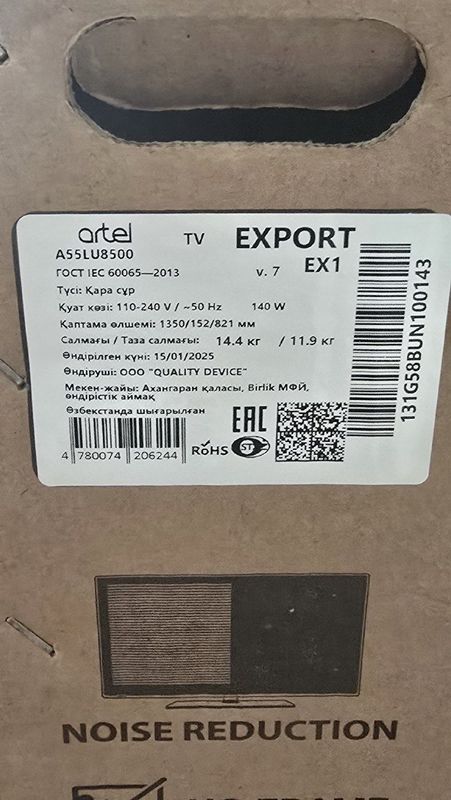 artel TV EXPORT
A55LU8500
ГОСТ IEC 60065—2013 v. 7 EX1
Түсі: Қара сұр
Қуат көзі: 110-240 V / ~50 Hz 140 W
Қаптама өлшемі: 1350/152/821 мм
Салмағы / Таза салмағы: 14.4 кг / 11.9 кг
Өндірілген күні: 15/01/2025
Өндіруші: ООО "QUALITY DEVICE"
Мекен-жайы: Ахангаран қаласы, Birlik МФЙ,
өндірістік аймақ
Өзбекстанда шығарылған
4 780074 206244
RoHS
EAC
ST
131G58BUN100143
NOISE REDUCTION